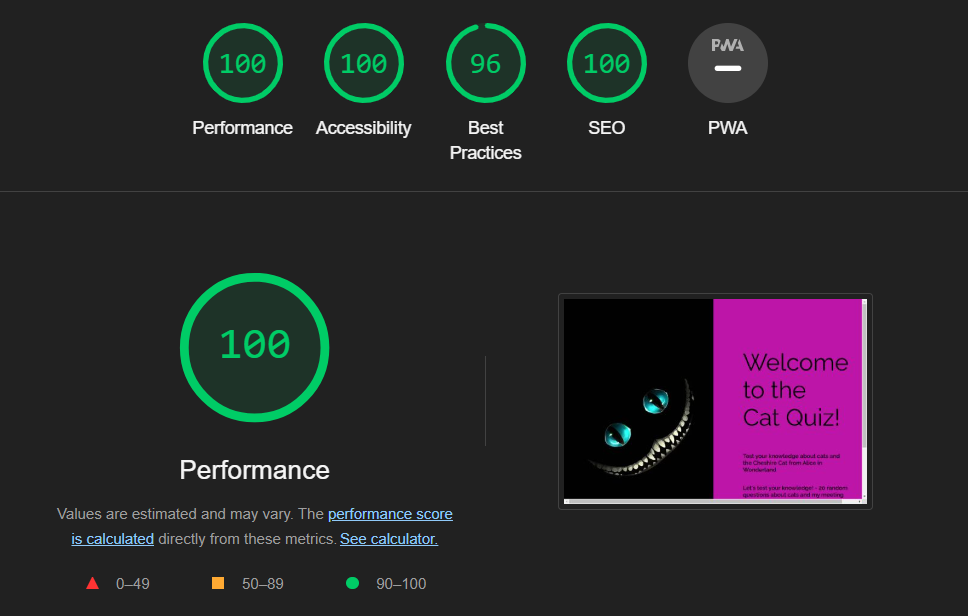 100
100
96
100
PWA
Performance
Accessibility
Best
Practices
SEO
PWA
100
Performance
Values are estimated and may vary. The performance score
is calculated directly from these metrics. See calculator.
0–49
50–89
90–100
Welcome
to the
Cat Quiz!
Test your knowledge about cats and
the Cheshire Cat from Alice in
Wonderland!
Let's test your knowledge! - 20 random
questions about cats and my meeting